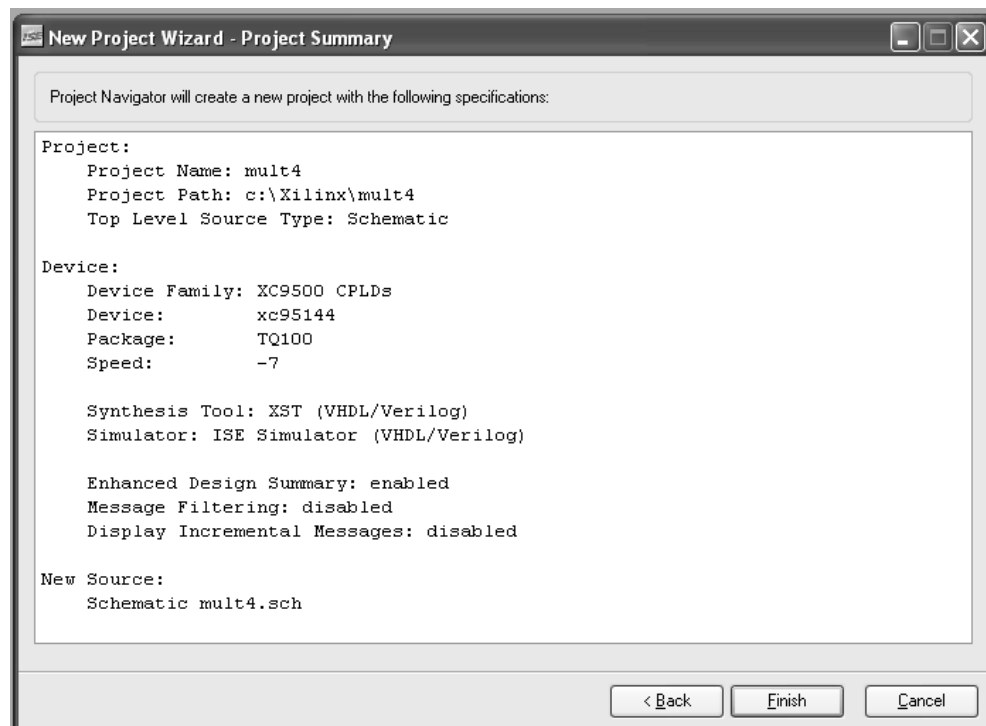 ISE New Project Wizard - Project Summary
Project Navigator will create a new project with the following specifications:
Project:
Project Name: mult4
Project Path: c:\Xilinx\mult4
Top Level Source Type: Schematic
Device:
Device Family: XC9500 CPLDs
Device: xc95144
Package: TQ100
Speed: -7
Synthesis Tool: XST (VHDL/Verilog)
Simulator: ISE Simulator (VHDL/Verilog)
Enhanced Design Summary: enabled
Message Filtering: disabled
Display Incremental Messages: disabled
New Source:
Schematic mult4.sch
< Back Finish Cancel